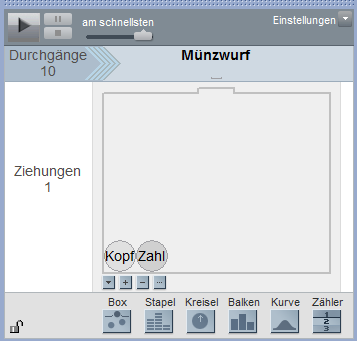 am schnellsten
Einstellungen
Durchgänge
10
Münzwurf
Ziehungen
1
Kopf Zahl
Box Stapel Kreisel Balken Kurve Zähler
1
2
3